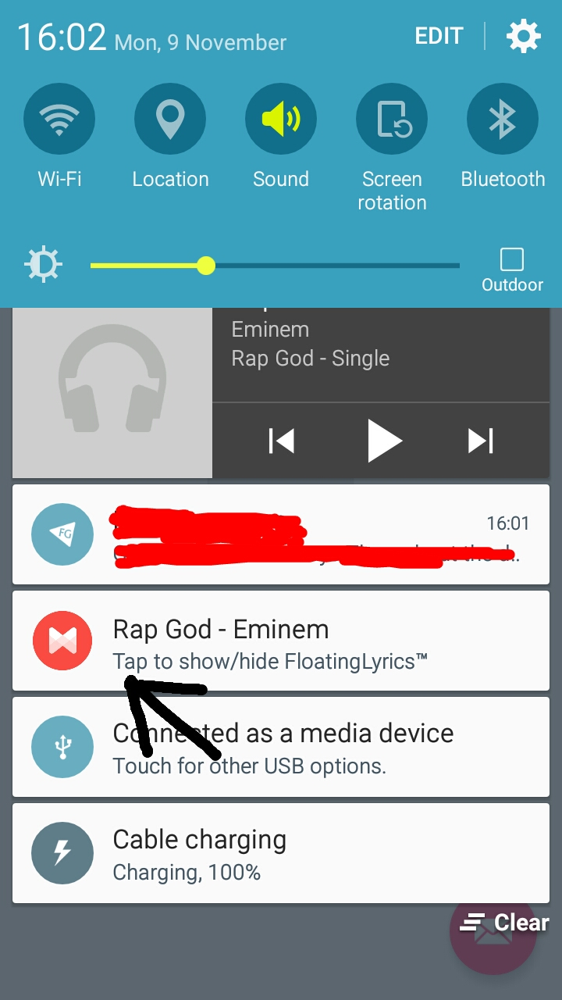 16:02 Mon, 9 November EDIT
Wi-Fi Location Sound Screen rotation Bluetooth
Outdoor
Eminem
Rap God - Single
FG
16:01
Rap God - Eminem
Tap to show/hide FloatingLyrics™
Connected as a media device
Touch for other USB options.
Cable charging
Charging, 100%
Clear